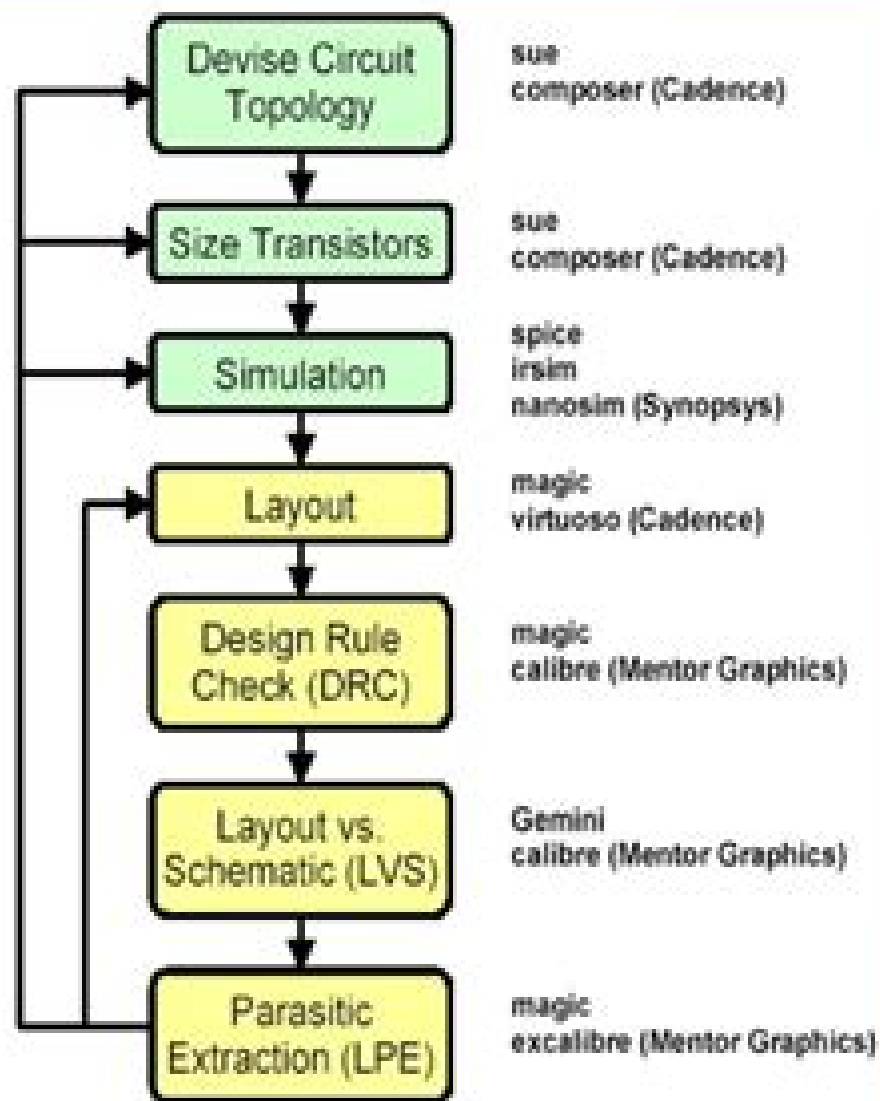 Devise Circuit
Topology
sue
composer (Cadence)
Size Transistors
sue
composer (Cadence)
Simulation
spice
irsim
nanosim (Synopsys)
Layout
magic
virtuoso (Cadence)
Design Rule
Check (DRC)
magic
calibre (Mentor Graphics)
Layout vs.
Schematic (LVS)
Gemini
calibre (Mentor Graphics)
Parasitic
Extraction (LPE)
magic
excalibre (Mentor Graphics)